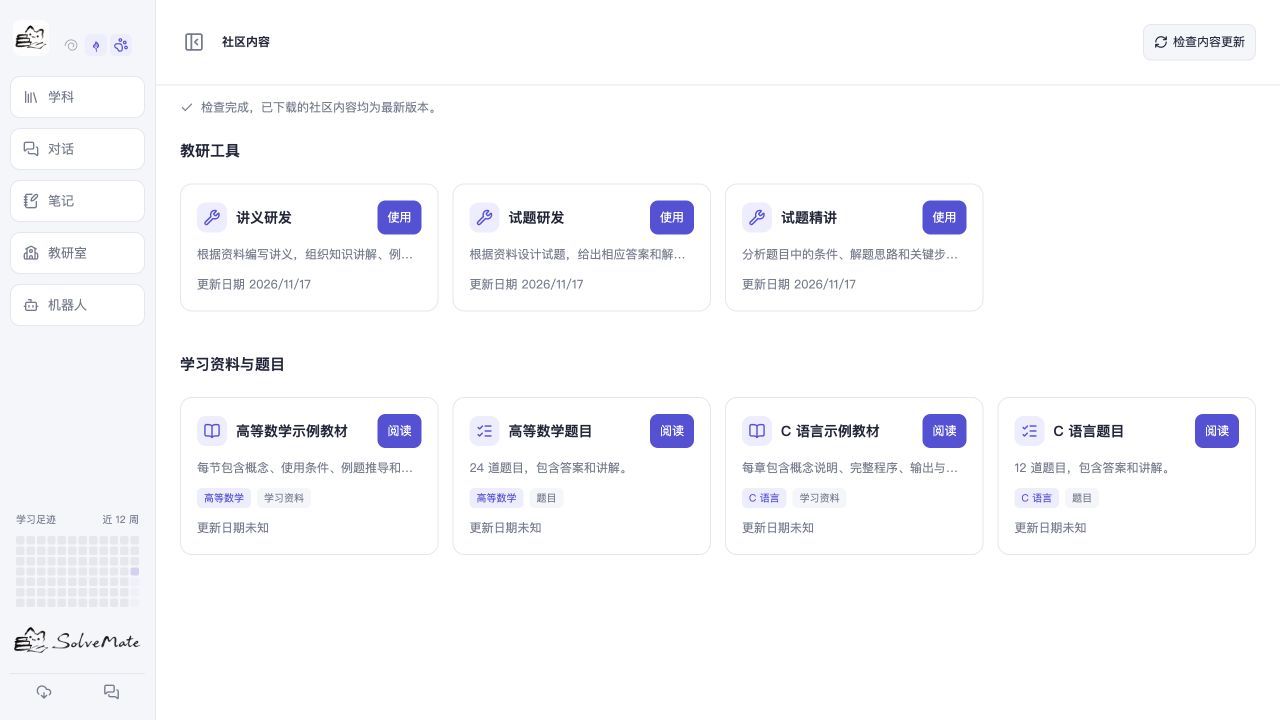 学科
对话
笔记
教研室
机器人
学习足迹 近 12 周
SolveMate
社区内容
检查内容更新
检查完成，已下载的社区内容均为最新版本。
教研工具
讲义研发 使用
根据资料编写讲义，组织知识讲解、例...
更新日期 2026/11/17
试题研发 使用
根据资料设计试题，给出相应答案和解...
更新日期 2026/11/17
试题精讲 使用
分析题目中的条件、解题思路和关键步...
更新日期 2026/11/17
学习资料与题目
高等数学示例教材 阅读
每节包含概念、使用条件、例题推导和...
高等数学 学习资料
更新日期未知
高等数学题目 阅读
24 道题目，包含答案和讲解。
高等数学 题目
更新日期未知
C 语言示例教材 阅读
每章包含概念说明、完整程序、输出与...
C 语言 学习资料
更新日期未知
C 语言题目 阅读
12 道题目，包含答案和讲解。
C 语言 题目
更新日期未知